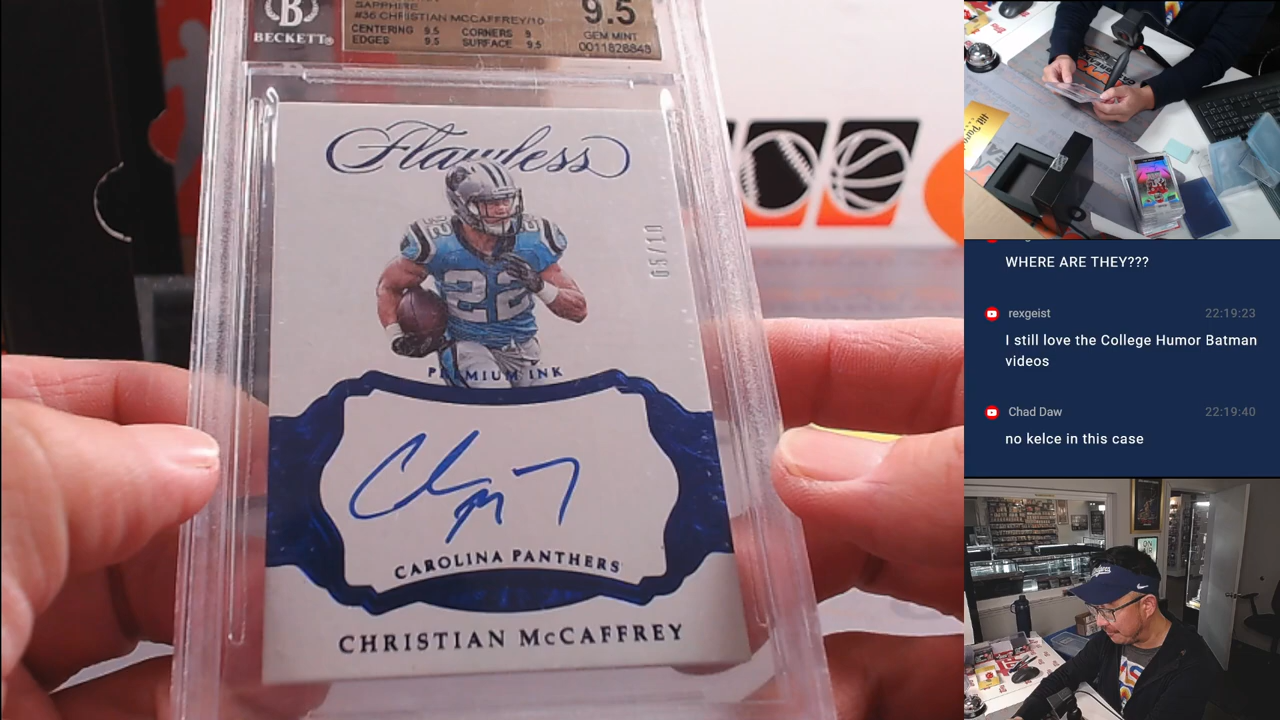 SAPPHIRE
#36 CHRISTIAN MCCAFFREY/10
CENTERING 9.5 CORNERS 9
EDGES 9.5 SURFACE 9.5
9.5
GEM MINT
0011828848
B
BECKETT®
Flawless
22
05/10
PREMIUM INK
CAROLINA PANTHERS
CHRISTIAN McCAFFREY
WHERE ARE THEY???
rexgeist 22:19:23
I still love the College Humor Batman
videos
Chad Daw 22:19:40
no kelce in this case